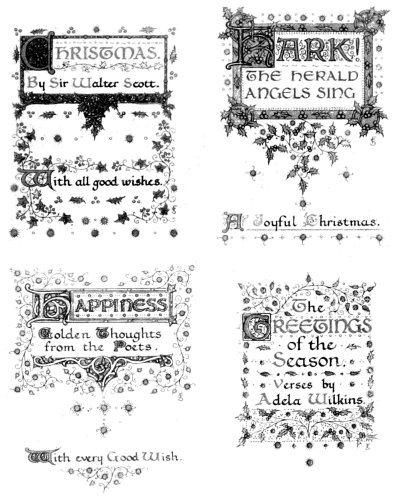 CHRISTMAS.
By Sir Walter Scott.
With all good wishes.
HARK!
THE HERALD
ANGELS SING
A Joyful Christmas.
HAPPINESS
Golden Thoughts
from the Poets.
With every Good Wish.
The
GREETINGS
of the
Season.
Verses by
Adela Wilkins.